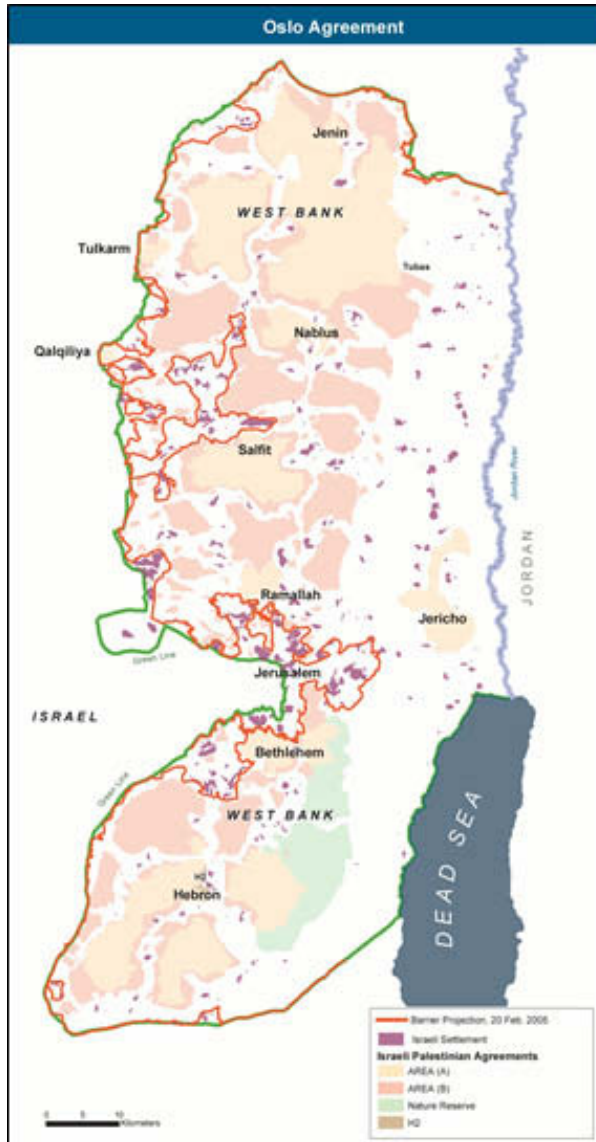 Oslo Agreement
Jenin
WEST BANK
Tulkarm
Tubas
Nablus
Qalqiliya
Salfit
Jordan River
JORDAN
Ramallah
Jericho
Green Line
Jerusalem
ISRAEL
Bethlehem
Green Line
WEST BANK
DEAD SEA
H2
Hebron
Barrier Projection, 20 Feb. 2005
Israeli Settlement
Israeli Palestinian Agreements
AREA (A)
AREA (B)
Nature Reserve
H2
0 5 10
Kilometers